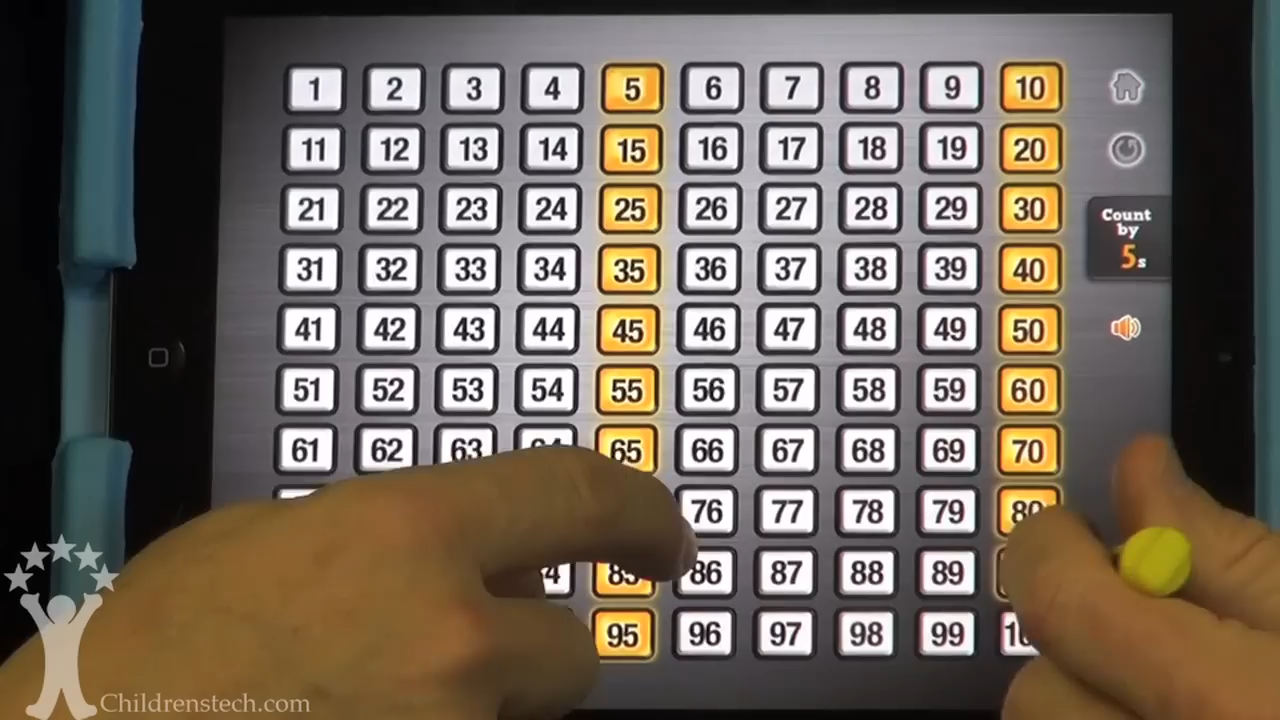 1 2 3 4 5 6 7 8 9 10
11 12 13 14 15 16 17 18 19 20
21 22 23 24 25 26 27 28 29 30
Count
by
5s
31 32 33 34 35 36 37 38 39 40
41 42 43 44 45 46 47 48 49 50
51 52 53 54 55 56 57 58 59 60
61 62 63 64 65 66 67 68 69 70
76 77 78 79 80
85 86 87 88 89
95 96 97 98 99
Childrenstech.com